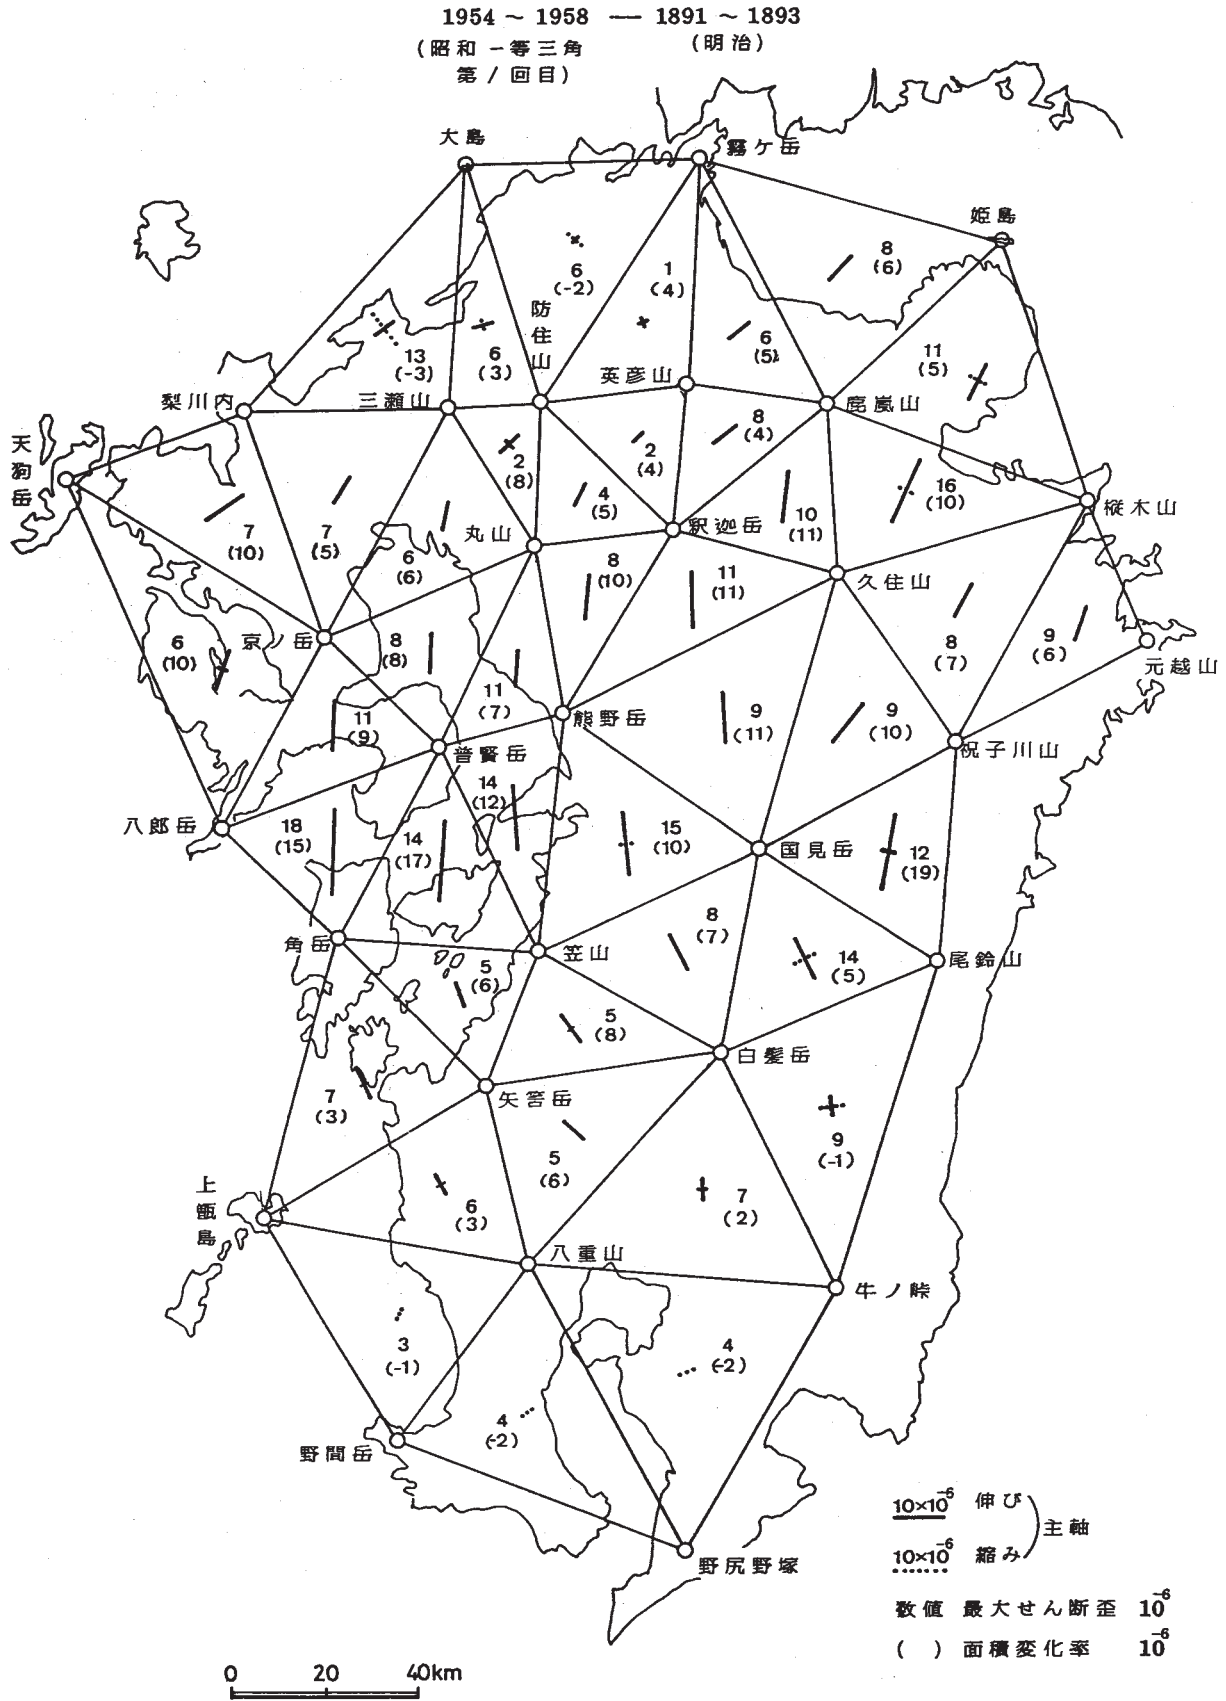 1954 ~ 1958 — 1891 ~ 1893
(昭和一等三角 (明治)
第1回目)
大島
霧ケ岳
姫島
8
(6)
6
(-2)
1
(4)
防住山
13
(-3)
6
(3)
6
(5)
11
(5)
英彦山
梨川内
三瀬山
鹿嵐山
天狗岳
8
(4)
2
(8)
2
(4)
16
(10)
4
(5)
樅木山
7
(10)
7
(5)
丸山
釈迦岳
10
(11)
6
(6)
8
(10)
11
(11)
久住山
6
(10)
京ノ岳
8
(8)
8
(7)
9
(6)
元越山
11
(7)
11
(9)
熊野岳
9
(11)
9
(10)
普賢岳
祝子川山
14
(12)
八郎岳
18
(15)
14
(17)
15
(10)
国見岳
12
(19)
8
(7)
角岳
笠山
14
(5)
尾鈴山
5
(6)
5
(8)
白髪岳
7
(3)
矢筈岳
9
(-1)
5
(6)
上甑島
6
(3)
7
(2)
八重山
牛ノ峠
3
(-1)
4
(-2)
4
(-2)
野間岳
10×10⁻⁶ 伸び
主軸
10×10⁻⁶ 縮み
野尻野塚
数値 最大せん断歪 10⁻⁶
( ) 面積変化率 10⁻⁶
0 20 40km